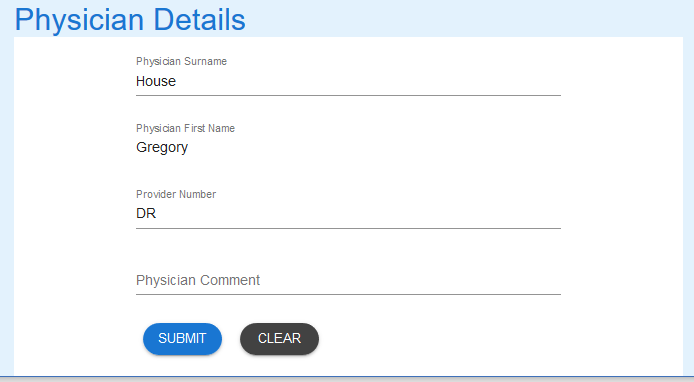 Physician Details
Physician Surname
House
Physician First Name
Gregory
Provider Number
DR
Physician Comment
SUBMIT CLEAR